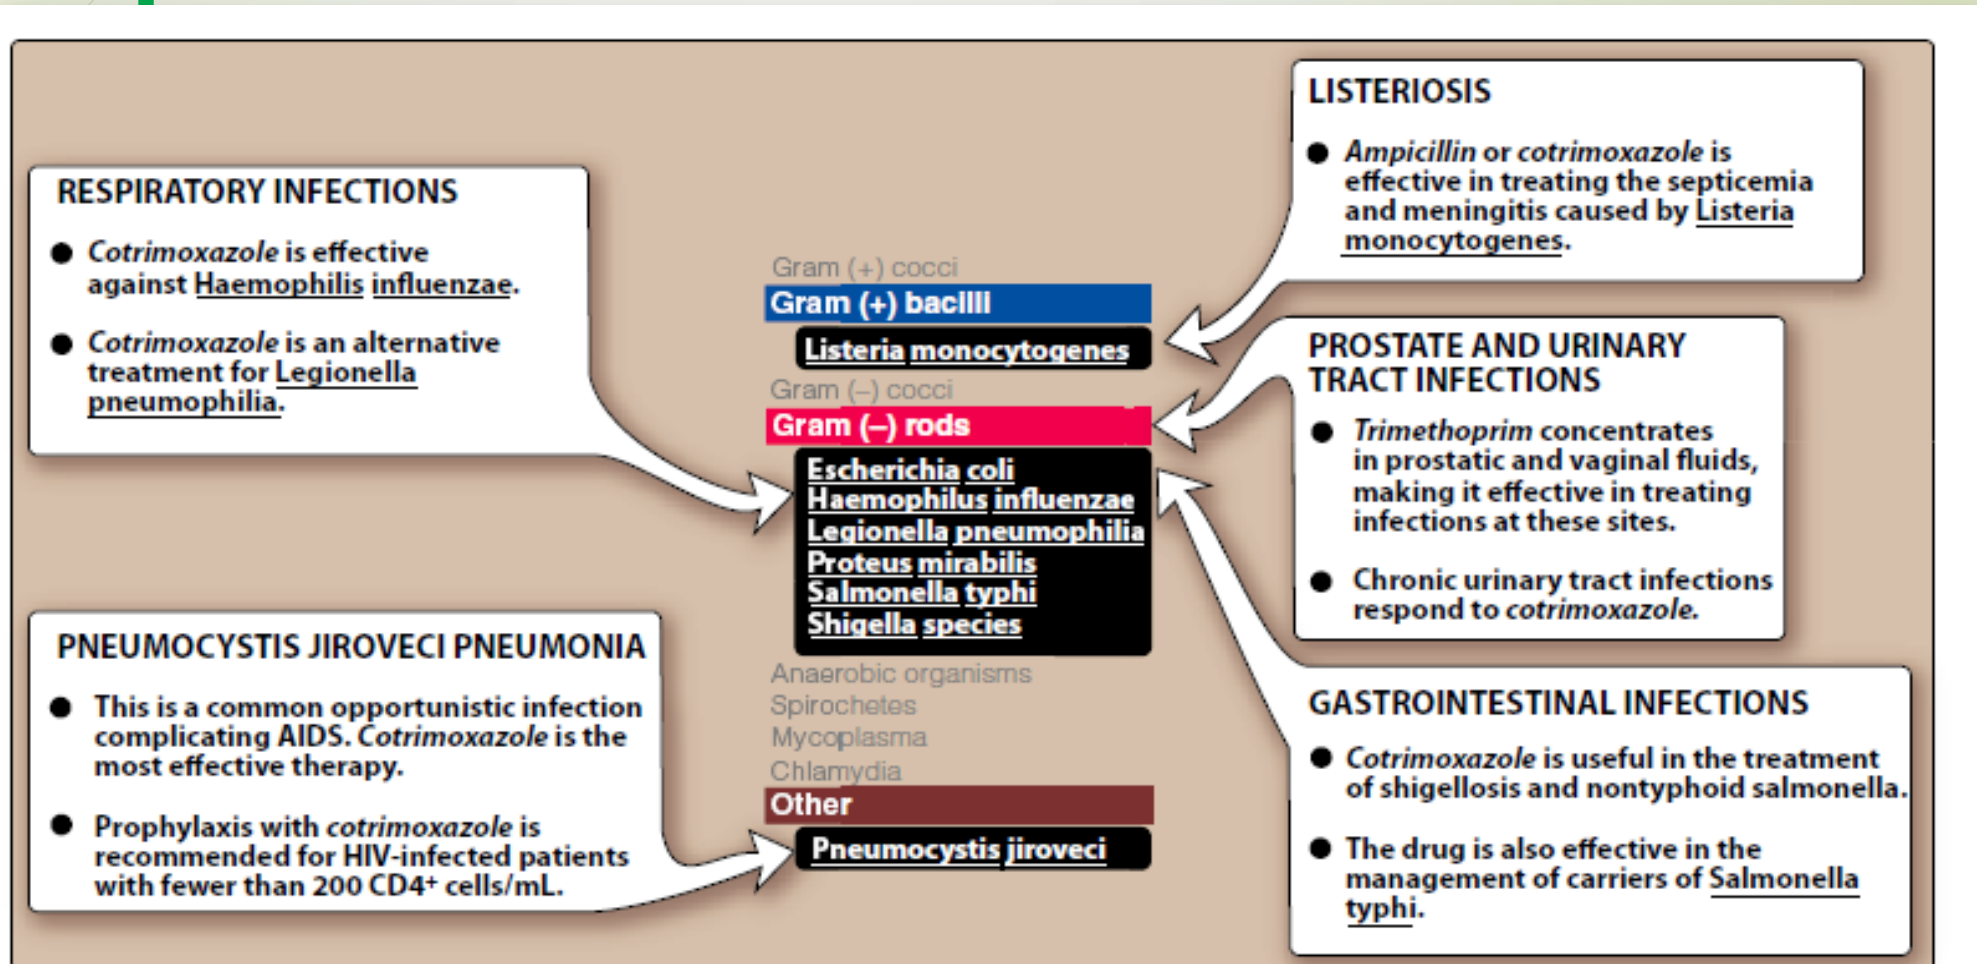 RESPIRATORY INFECTIONS
● Cotrimoxazole is effective
against Haemophilis influenzae.
● Cotrimoxazole is an alternative
treatment for Legionella
pneumophilia.
PNEUMOCYSTIS JIROVECI PNEUMONIA
● This is a common opportunistic infection
complicating AIDS. Cotrimoxazole is the
most effective therapy.
● Prophylaxis with cotrimoxazole is
recommended for HIV-infected patients
with fewer than 200 CD4⁺ cells/mL.
Gram (+) cocci
Gram (+) bacilli
Listeria monocytogenes
Gram (–) cocci
Gram (–) rods
Escherichia coli
Haemophilus influenzae
Legionella pneumophilia
Proteus mirabilis
Salmonella typhi
Shigella species
Anaerobic organisms
Spirochetes
Mycoplasma
Chlamydia
Other
Pneumocystis jiroveci
LISTERIOSIS
● Ampicillin or cotrimoxazole is
effective in treating the septicemia
and meningitis caused by Listeria
monocytogenes.
PROSTATE AND URINARY
TRACT INFECTIONS
● Trimethoprim concentrates
in prostatic and vaginal fluids,
making it effective in treating
infections at these sites.
● Chronic urinary tract infections
respond to cotrimoxazole.
GASTROINTESTINAL INFECTIONS
● Cotrimoxazole is useful in the treatment
of shigellosis and nontyphoid salmonella.
● The drug is also effective in the
management of carriers of Salmonella
typhi.